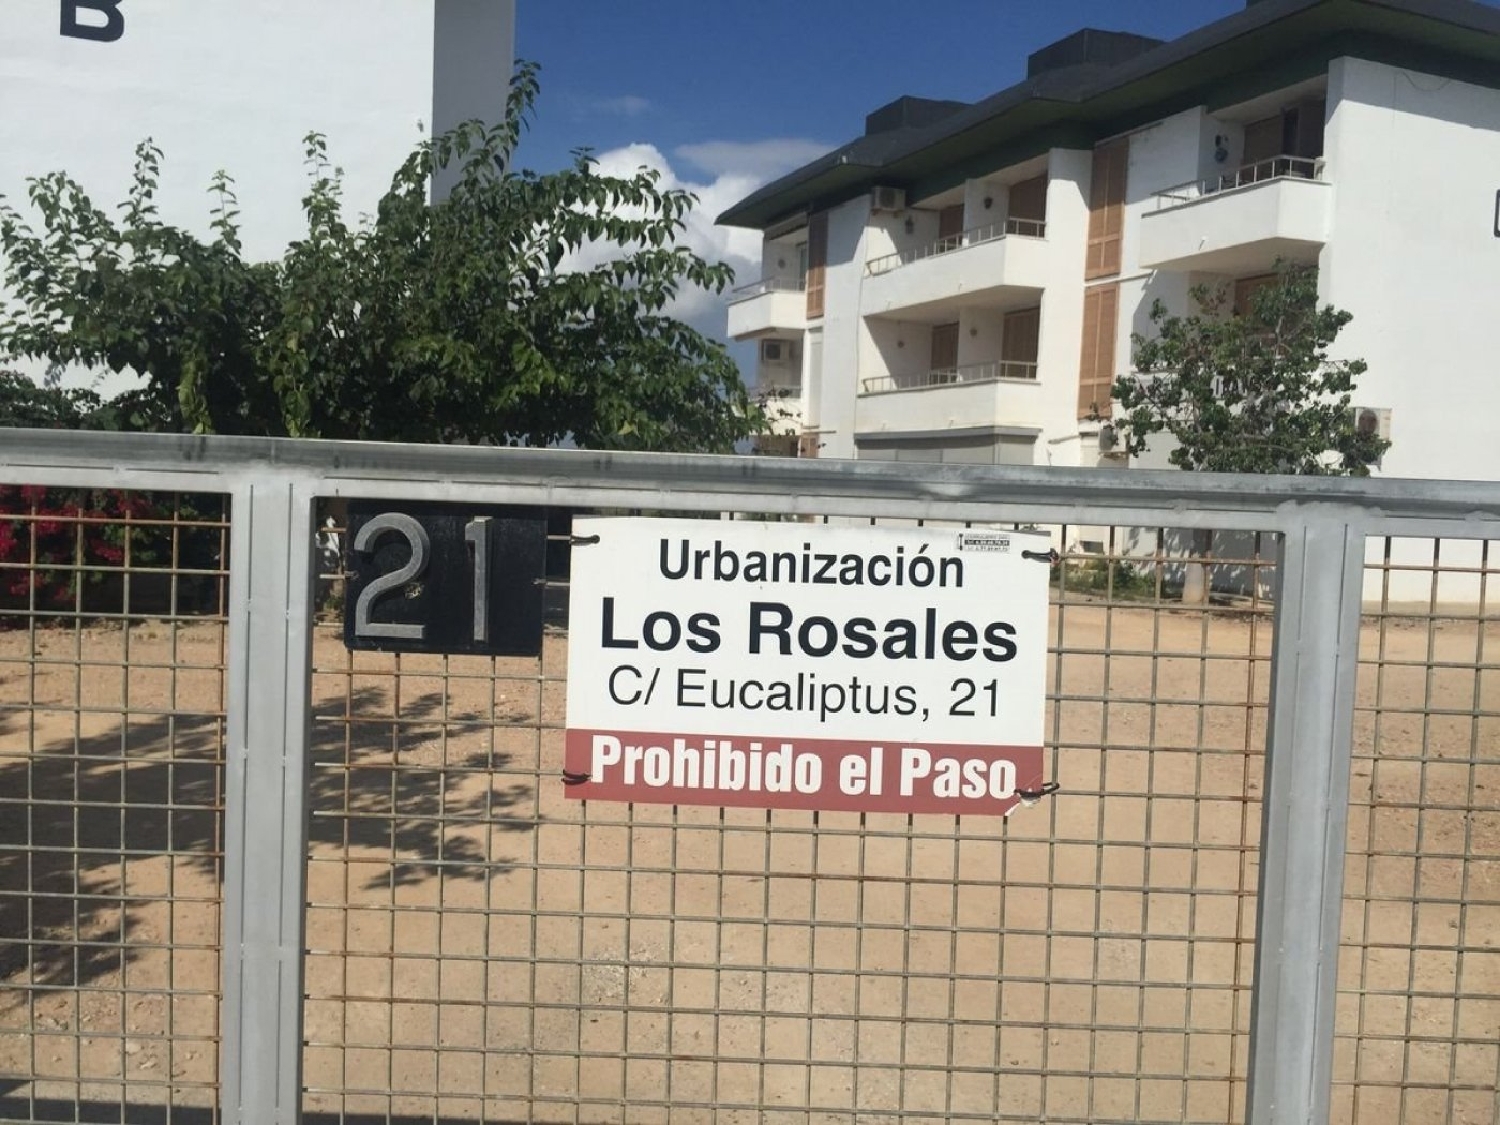 B
21
Urbanización
Los Rosales
C/ Eucaliptus, 21
Prohibido el Paso